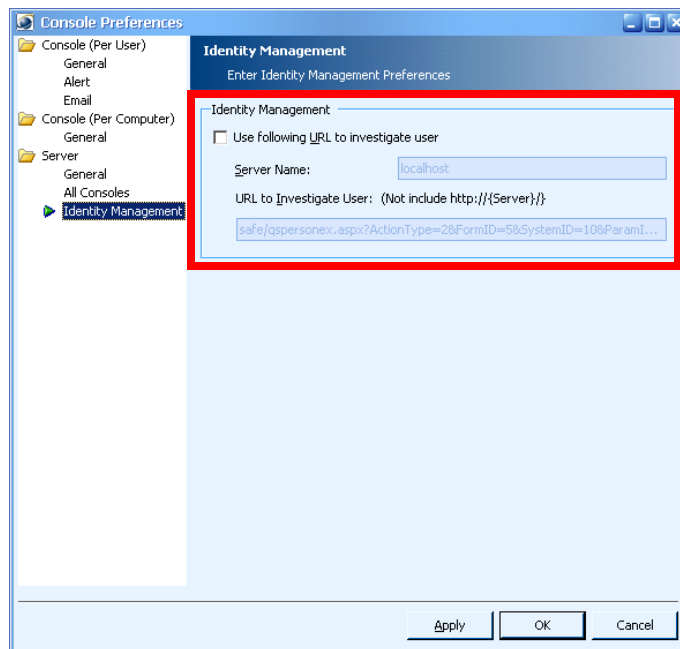 Console Preferences
Console (Per User)
General
Alert
Email
Console (Per Computer)
General
Server
General
All Consoles
Identity Management
Identity Management
Enter Identity Management Preferences
Identity Management
Use following URL to investigate user
Server Name:
localhost
URL to Investigate User: (Not include http://{Server}/}
safe/qspersonex.aspx?ActionType=2&FormID=5&SystemID=10&ParamI...
Apply
OK
Cancel